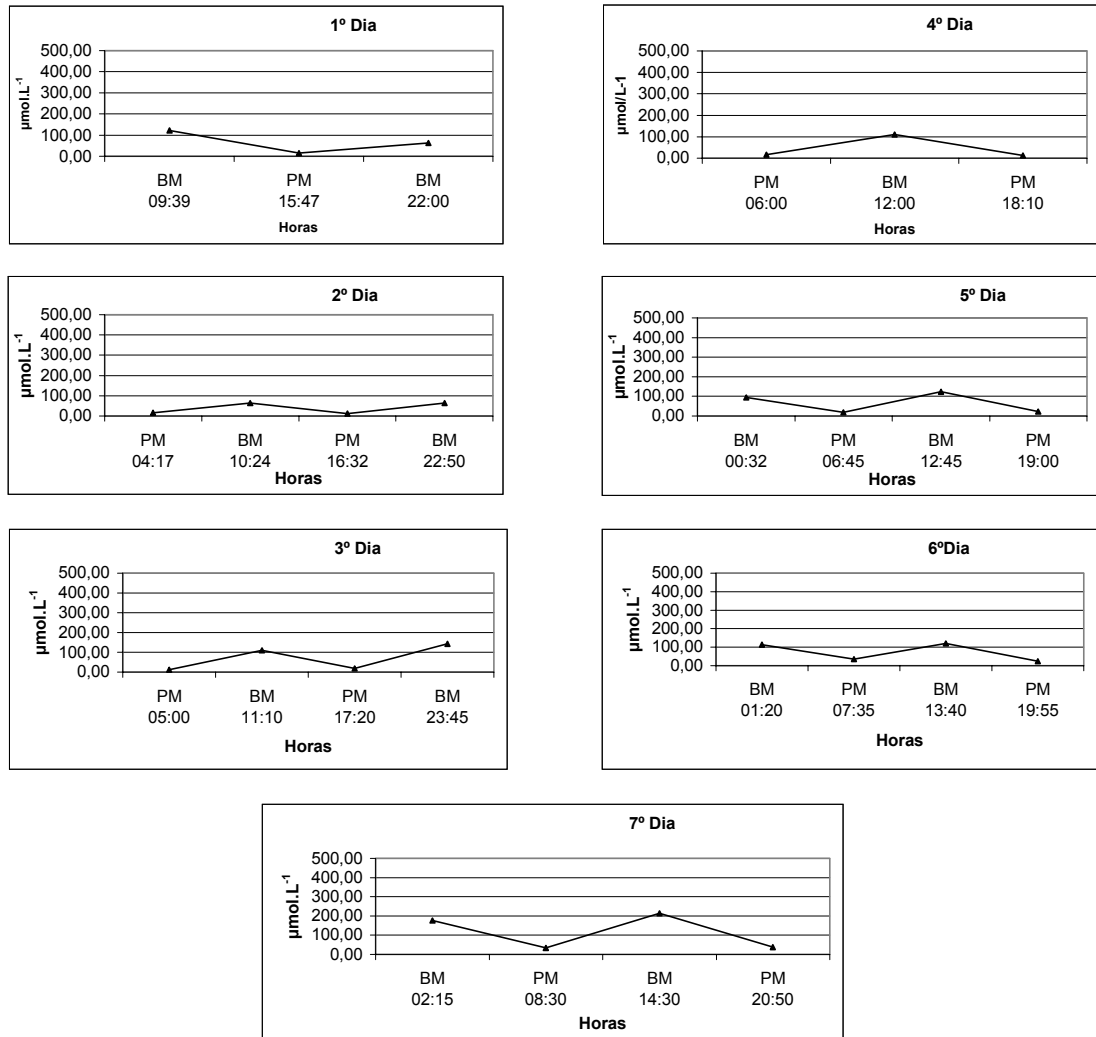 1º Dia
500,00
400,00
300,00
200,00
100,00
0,00
µmol.L-1
BM PM BM
09:39 15:47 22:00
Horas
4º Dia
500,00
400,00
300,00
200,00
100,00
0,00
µmol/L-1
PM BM PM
06:00 12:00 18:10
Horas
2º Dia
500,00
400,00
300,00
200,00
100,00
0,00
µmol.L-1
PM BM PM BM
04:17 10:24 16:32 22:50
Horas
5º Dia
500,00
400,00
300,00
200,00
100,00
0,00
µmol.L-1
BM PM BM PM
00:32 06:45 12:45 19:00
Horas
3º Dia
500,00
400,00
300,00
200,00
100,00
0,00
µmol.L-1
PM BM PM BM
05:00 11:10 17:20 23:45
Horas
6ºDia
500,00
400,00
300,00
200,00
100,00
0,00
µmol.L-1
BM PM BM PM
01:20 07:35 13:40 19:55
Horas
7º Dia
500,00
400,00
300,00
200,00
100,00
0,00
µmol.L-1
BM PM BM PM
02:15 08:30 14:30 20:50
Horas